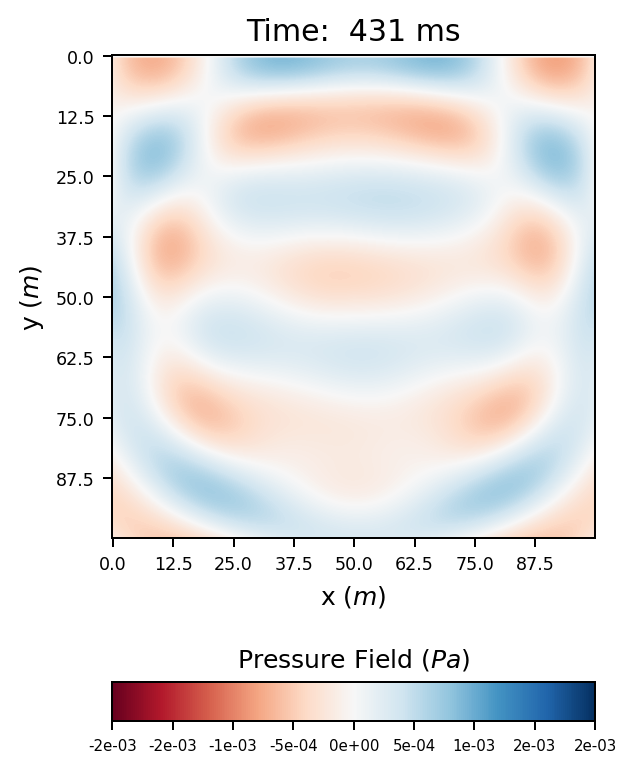 Time:  431 ms
0.0
12.5
25.0
37.5
50.0
62.5
75.0
87.5
y (m)
0.0 12.5 25.0 37.5 50.0 62.5 75.0 87.5
x (m)
Pressure Field (Pa)
-2e-03 -2e-03 -1e-03 -5e-04 0e+00 5e-04 1e-03 2e-03 2e-03